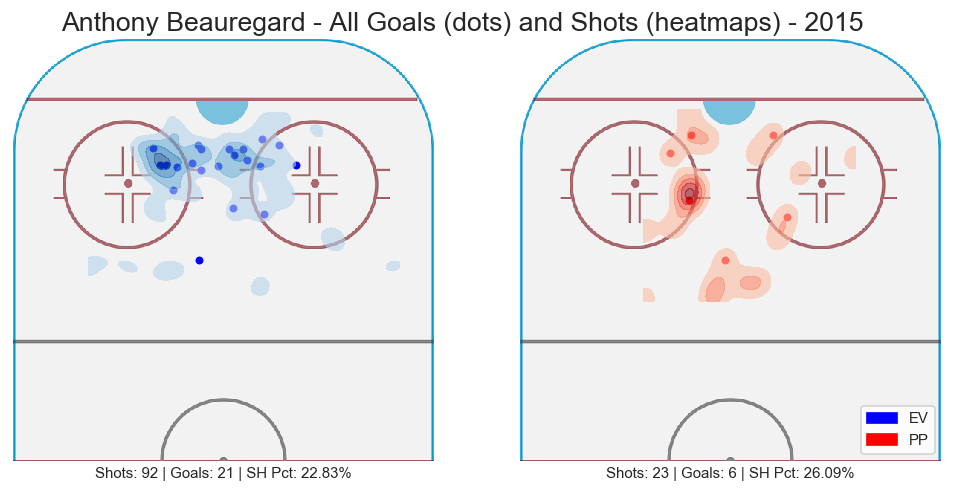 Anthony Beauregard - All Goals (dots) and Shots (heatmaps) - 2015
EV
PP
Shots: 92 | Goals: 21 | SH Pct: 22.83%
Shots: 23 | Goals: 6 | SH Pct: 26.09%